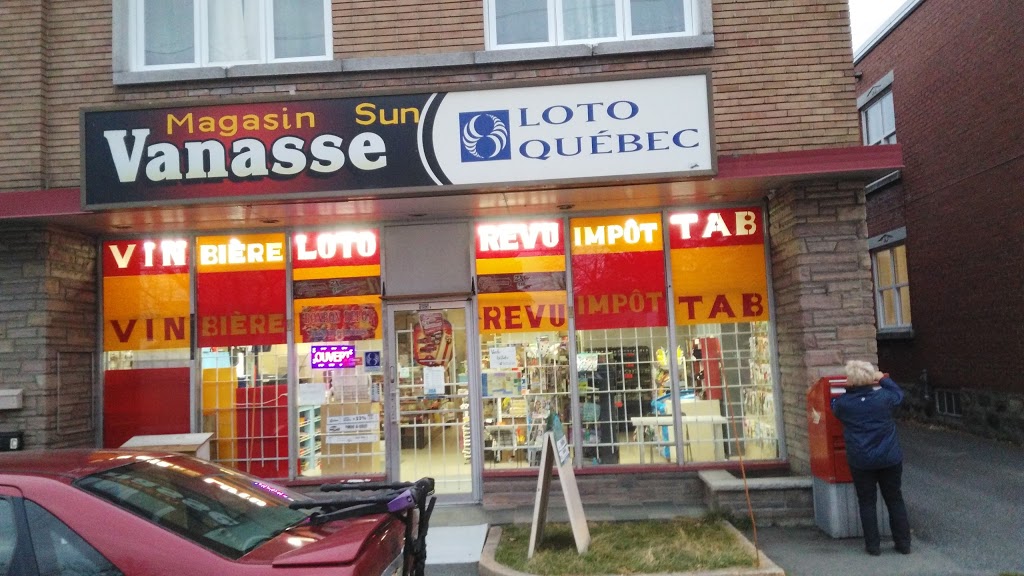 Magasin Sun
Vanasse
LOTO
QUÉBEC
VIN BIÈRE LOTO REVU IMPÔT TAB
VIN BIÈRE REVU IMPÔT TAB
OUVERT